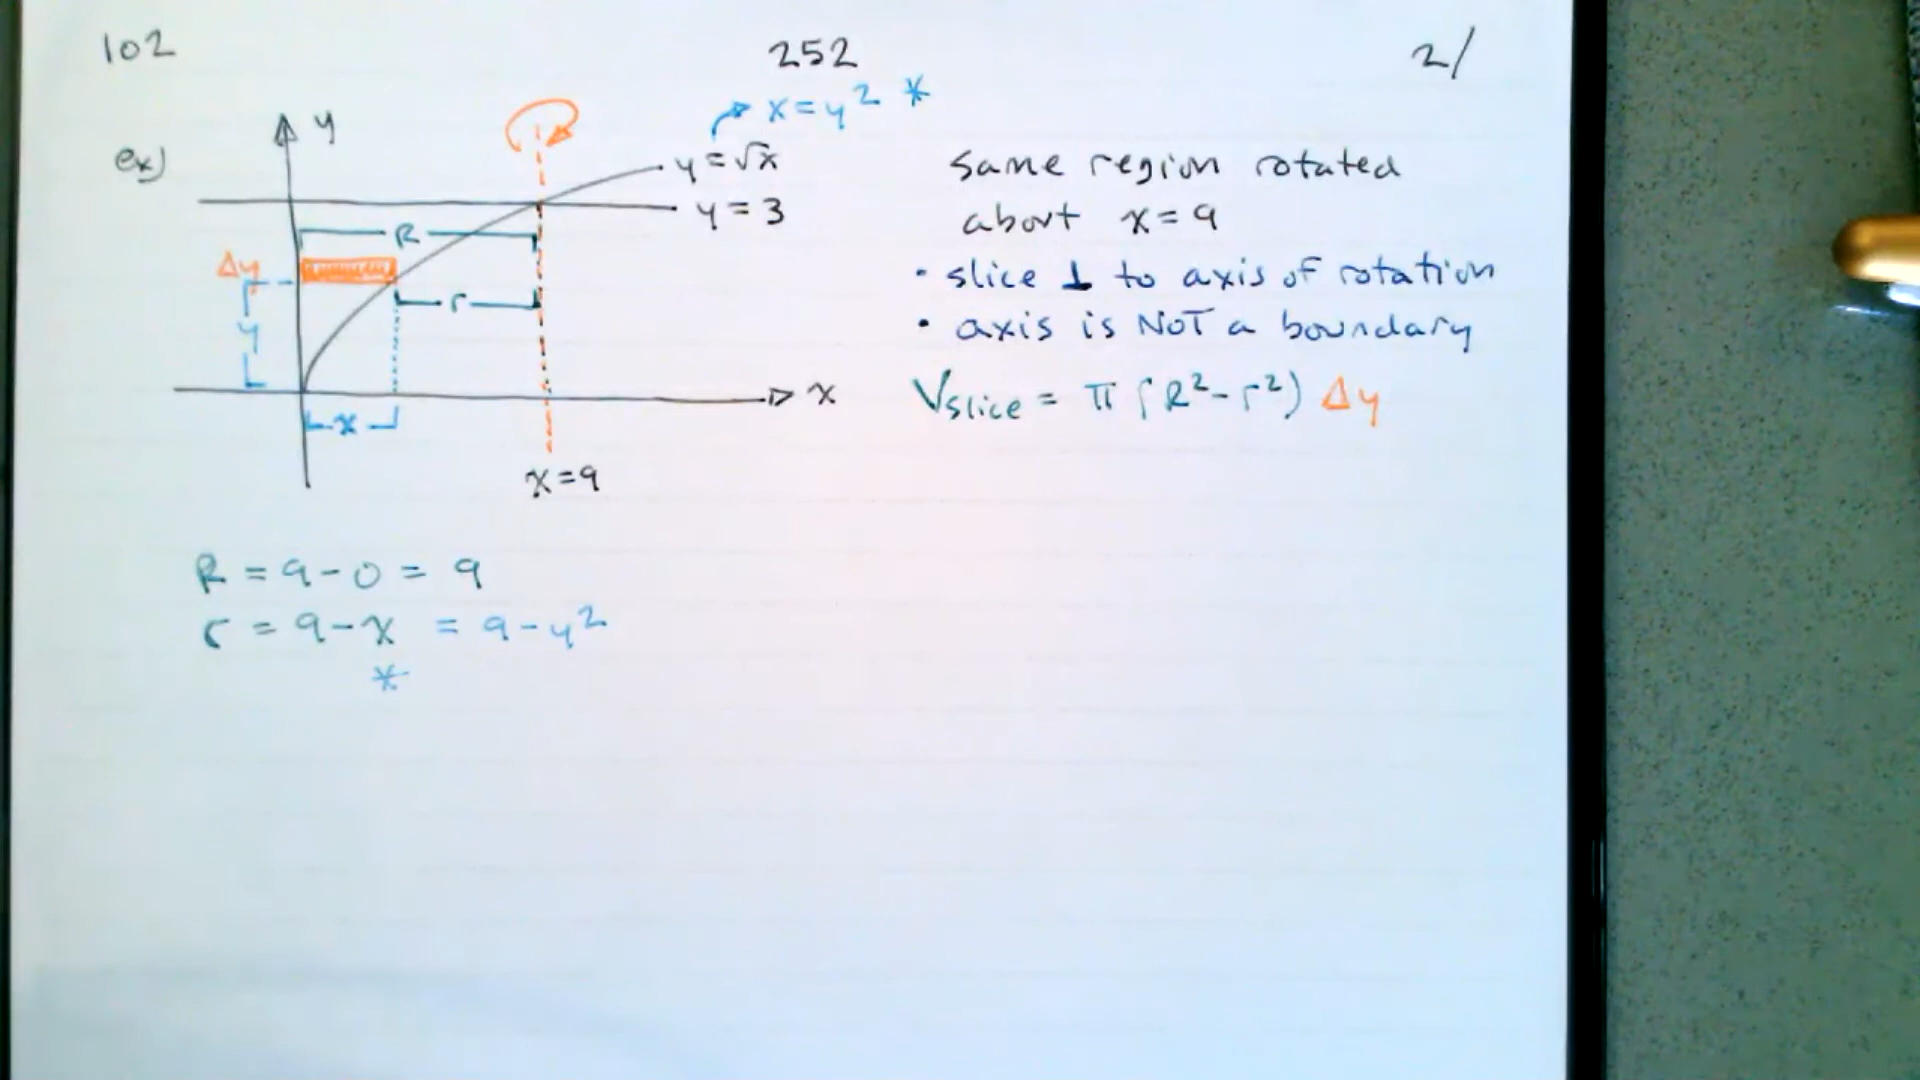 102
252
2/
x = y² *
ex)
y
y = √x
y = 3
R
Δy
r
y
x
x
x = 9
same region rotated
about x = 9
• slice ⊥ to axis of rotation
• axis is NOT a boundary
Vslice = π (R² - r²) Δy
R = 9 - 0 = 9
r = 9 - x = 9 - y²
*